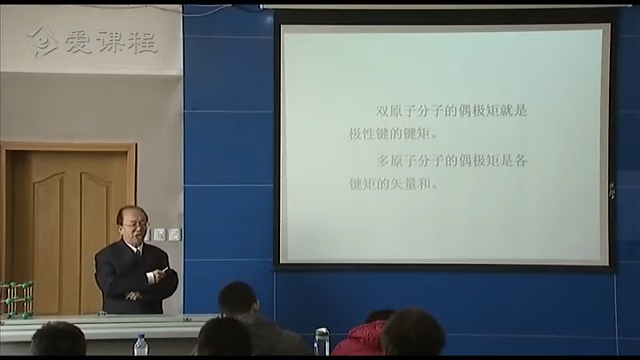 爱课程
双原子分子的偶极矩就是
极性键的键矩。
多原子分子的偶极矩是各
键矩的矢量和。